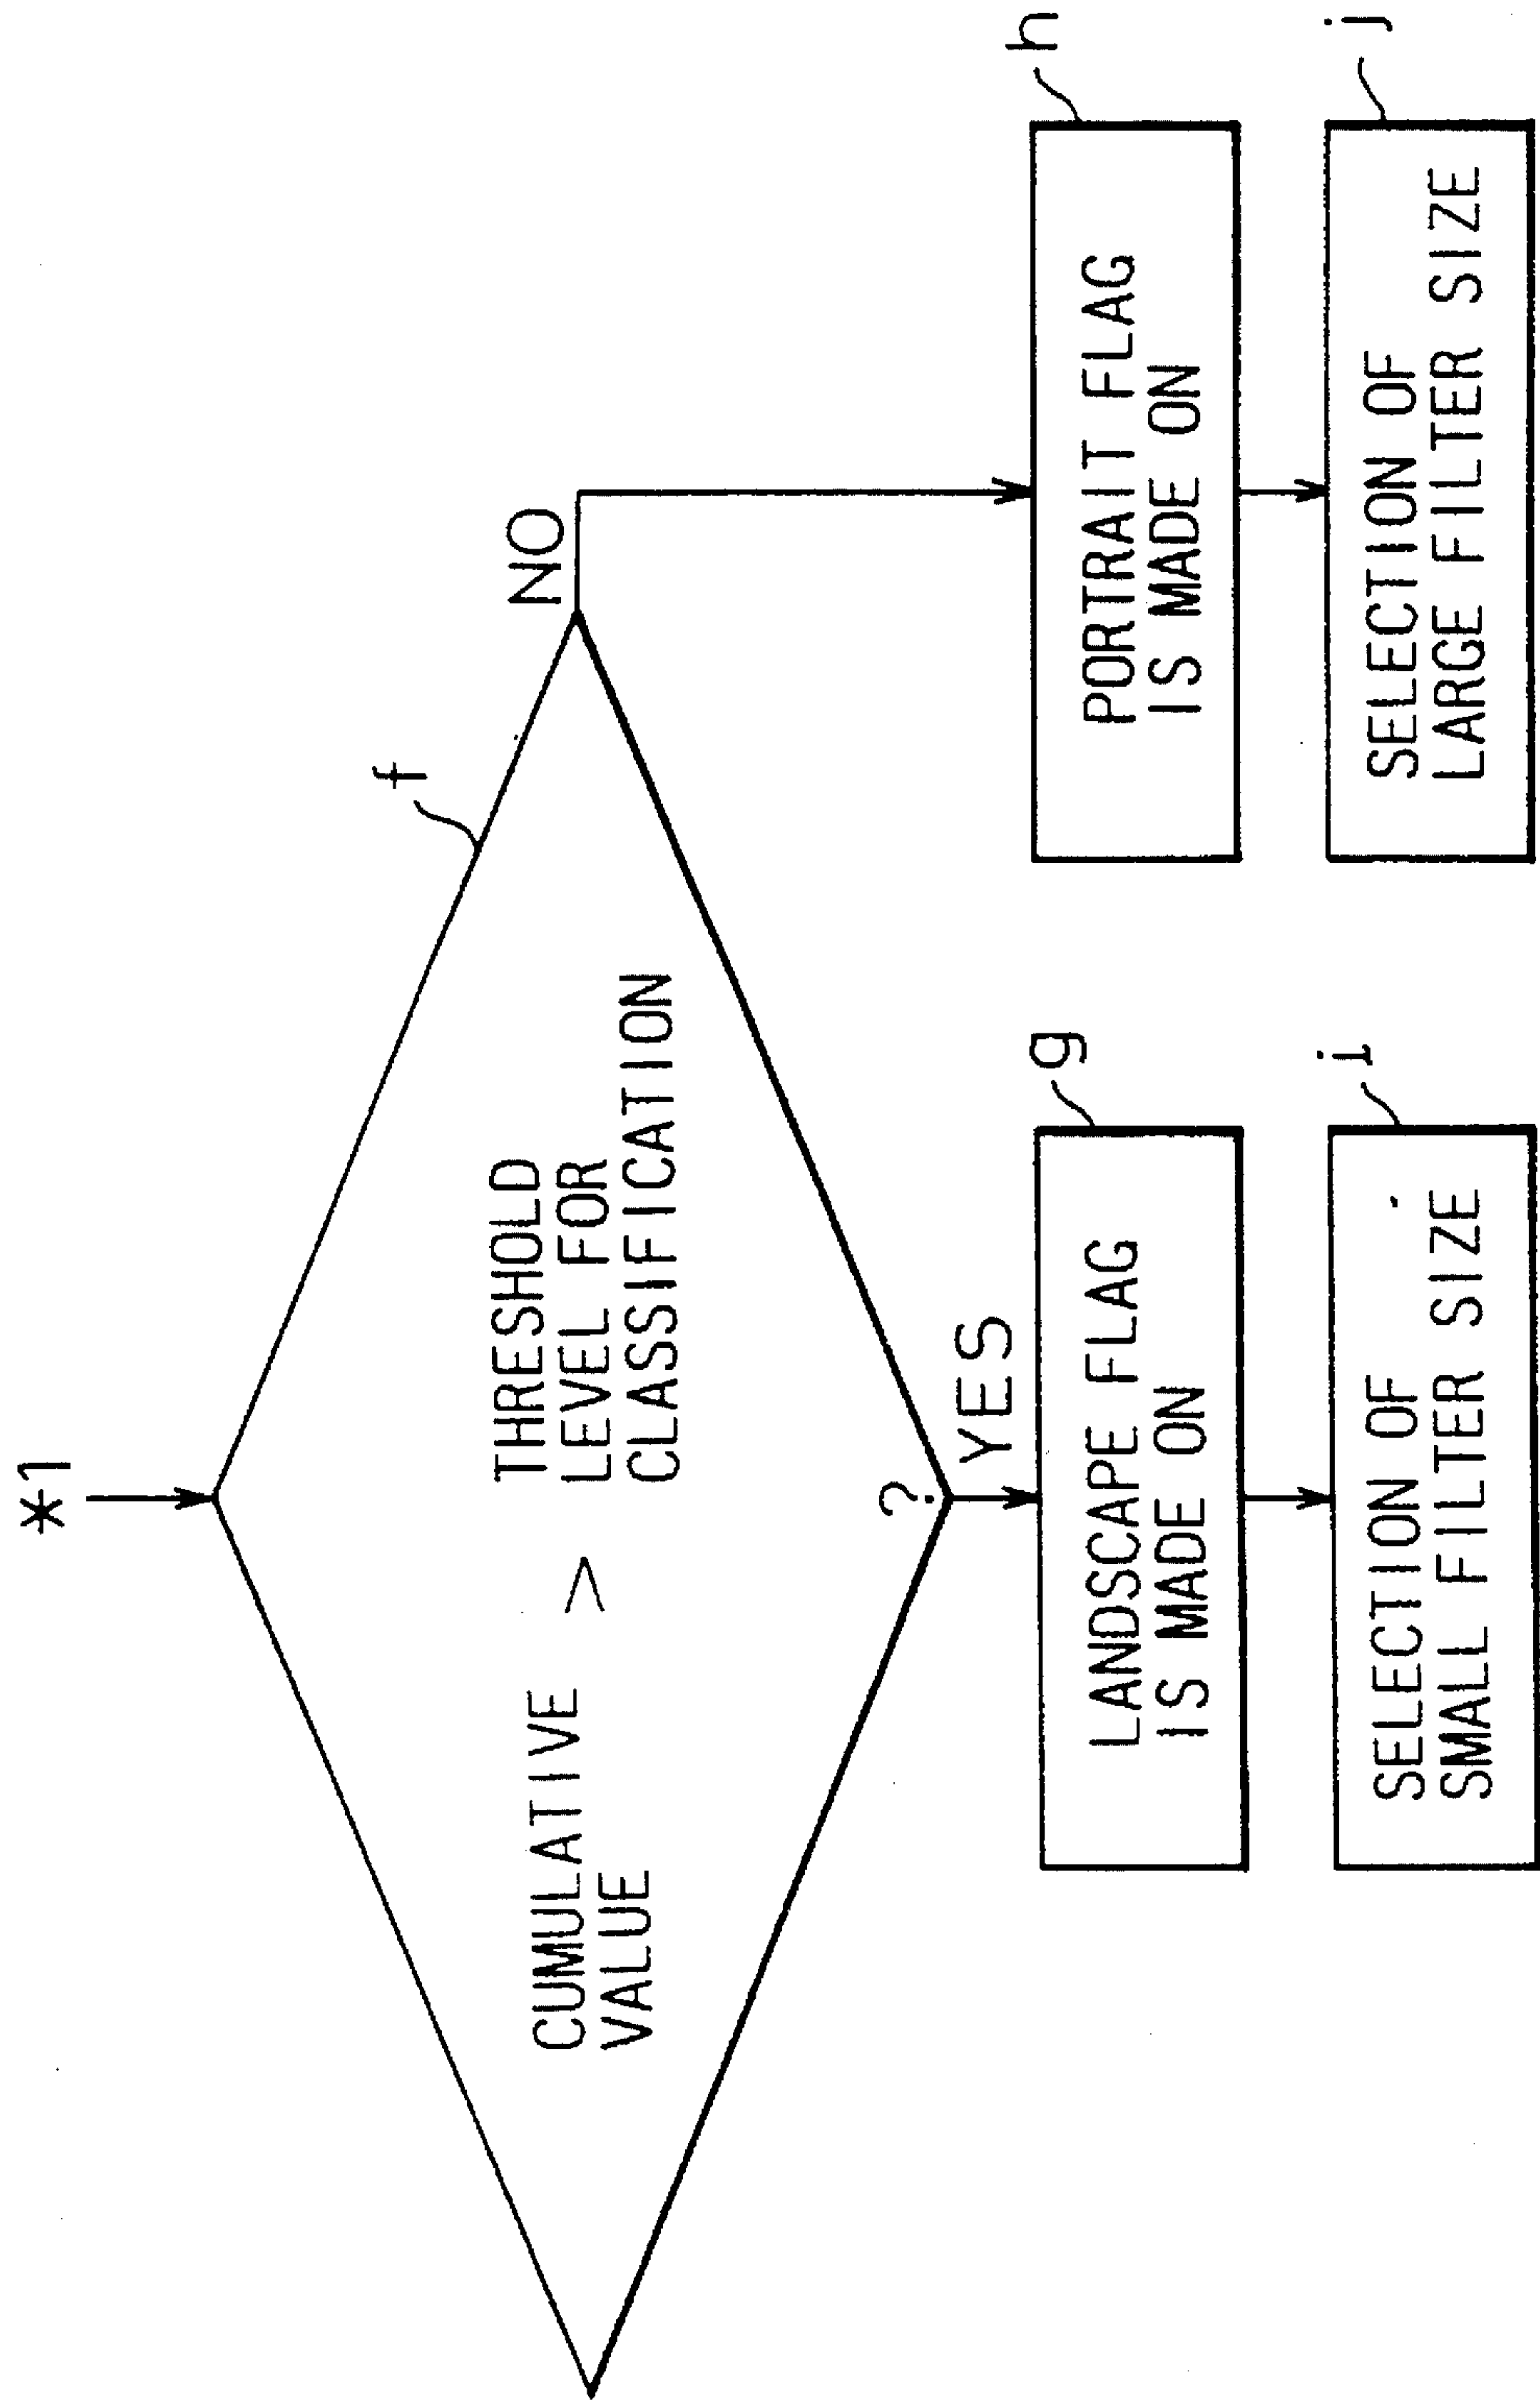 *1
f
CUMULATIVE
VALUE
>
THRESHOLD
LEVEL FOR
CLASSIFICATION
?
NO
YES
g
LANDSCAPE FLAG
IS MADE ON
h
PORTRAIT FLAG
IS MADE ON
i
SELECTION OF
SMALL FILTER SIZE
j
SELECTION OF
LARGE FILTER SIZE